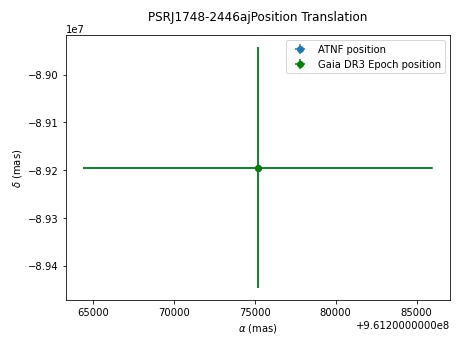 PSRJ1748-2446ajPosition Translation
1e7
ATNF position
Gaia DR3 Epoch position
−8.90
−8.91
−8.92
−8.93
−8.94
δ (mas)
65000 70000 75000 80000 85000
α (mas)
+9.6120000000e8